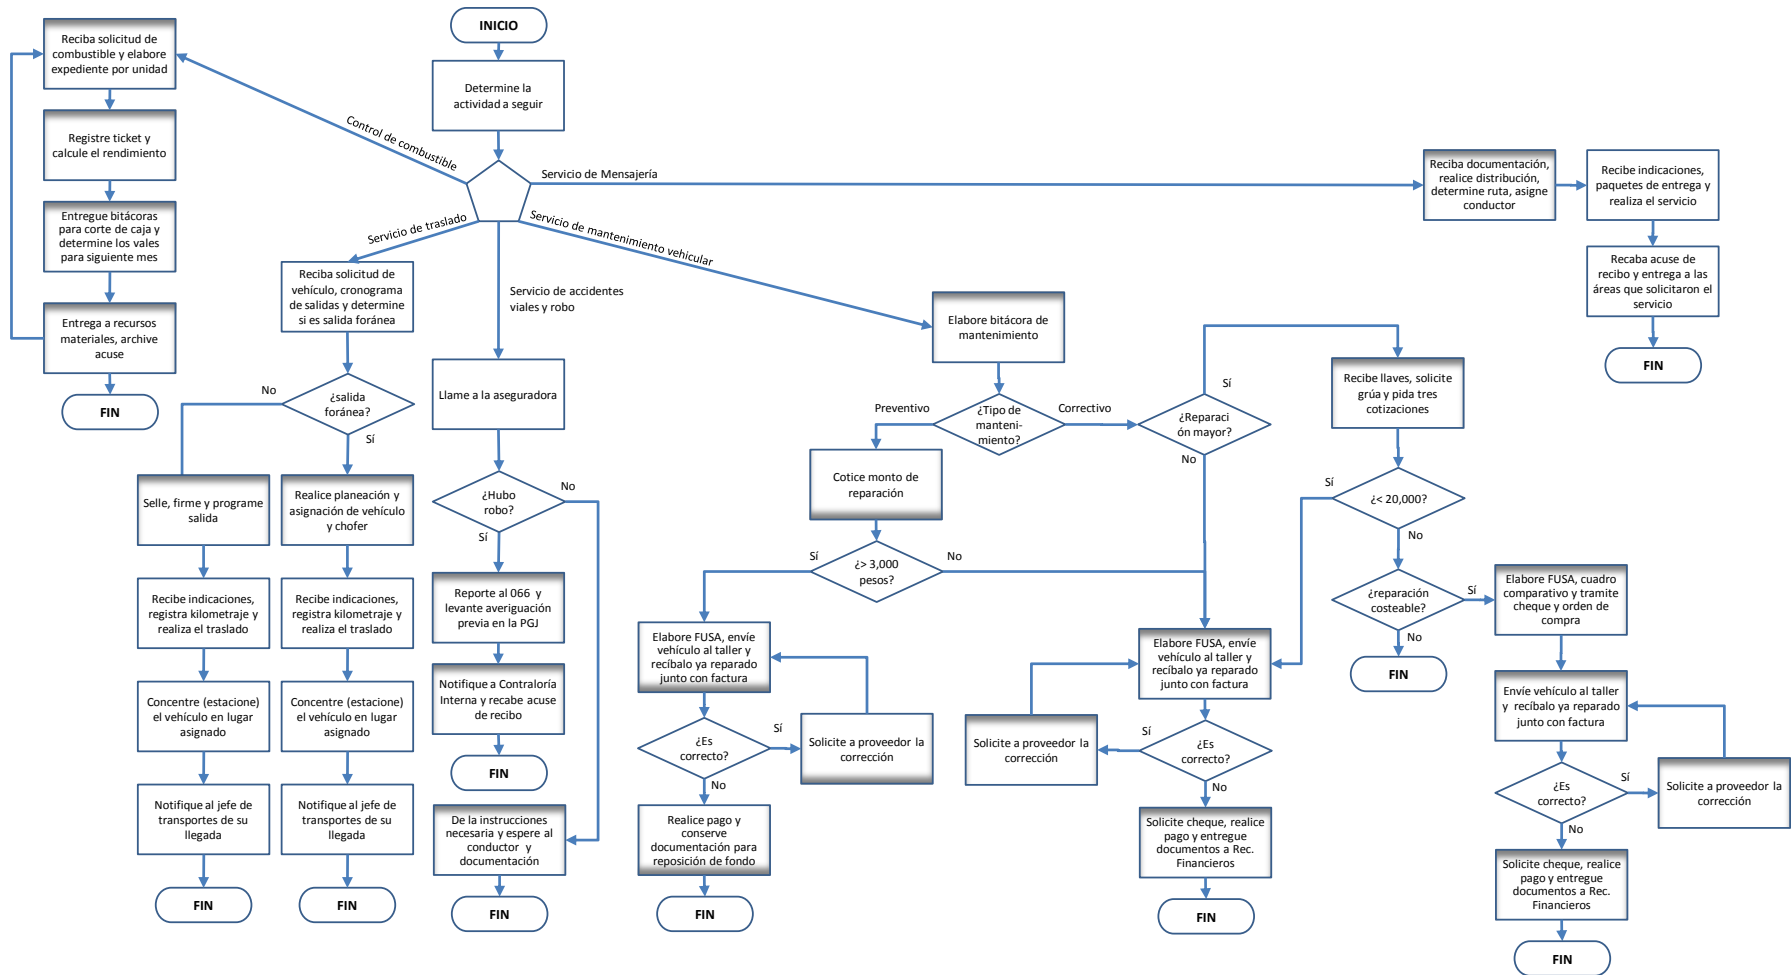 INICIO
Determine la
actividad a seguir
Control de combustible
Servicio de Mensajería
Servicio de traslado
Servicio de accidentes
viales y robo
Servicio de mantenimiento vehicular
Reciba solicitud de
combustible y elabore
expediente por unidad
Registre ticket y
calcule el rendimiento
Entregue bitácoras
para corte de caja y
determine los vales
para siguiente mes
Entrega a recursos
materiales, archive
acuse
FIN
Reciba solicitud de
vehículo, cronograma
de salidas y determine
si es salida foránea
¿salida
foránea?
No
Sí
Selle, firme y programe
salida
Recibe indicaciones,
registra kilometraje y
realiza el traslado
Concentre (estacione)
el vehículo en lugar
asignado
Notifique al jefe de
transportes de su
llegada
FIN
Realice planeación y
asignación de vehículo
y chofer
Recibe indicaciones,
registra kilometraje y
realiza el traslado
Concentre (estacione)
el vehículo en lugar
asignado
Notifique al jefe de
transportes de su
llegada
FIN
Llame a la aseguradora
¿Hubo
robo?
No
Sí
Reporte al 066 y
levante averiguación
previa en la PGJ
Notifique a Contraloría
Interna y recabe acuse
de recibo
FIN
De la instrucciones
necesaria y espere al
conductor y
documentación
FIN
Elabore bitácora de
mantenimiento
¿Tipo de
manteni-
miento?
Preventivo
Correctivo
Cotice monto de
reparación
¿> 3,000
pesos?
Sí
No
Elabore FUSA, envíe
vehículo al taller y
recíbalo ya reparado
junto con factura
¿Es
correcto?
Sí
No
Solicite a proveedor la
corrección
Realice pago y
conserve
documentación para
reposición de fondo
FIN
¿Reparaci
ón mayor?
Sí
No
Elabore FUSA, envíe
vehículo al taller y
recíbalo ya reparado
junto con factura
¿Es
correcto?
Sí
No
Solicite a proveedor la
corrección
Solicite cheque, realice
pago y entregue
documentos a Rec.
Financieros
FIN
Recibe llaves, solicite
grúa y pida tres
cotizaciones
¿< 20,000?
Sí
No
¿reparación
costeable?
Sí
No
FIN
Elabore FUSA, cuadro
comparativo y tramite
cheque y orden de
compra
Envíe vehículo al taller
y recíbalo ya reparado
junto con factura
¿Es
correcto?
Sí
No
Solicite a proveedor la
corrección
Solicite cheque, realice
pago y entregue
documentos a Rec.
Financieros
FIN
Reciba documentación,
realice distribución,
determine ruta, asigne
conductor
Recibe indicaciones,
paquetes de entrega y
realiza el servicio
Recaba acuse de
recibo y entrega a las
áreas que solicitaron el
servicio
FIN